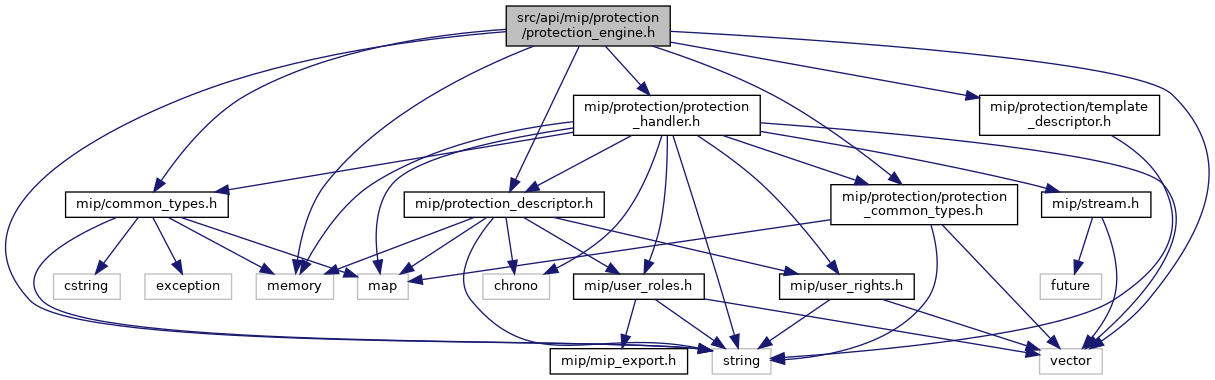 src/api/mip/protection
/protection_engine.h
mip/protection/protection
_handler.h
mip/protection/template
_descriptor.h
mip/common_types.h
mip/protection_descriptor.h
mip/protection/protection
_common_types.h
mip/stream.h
cstring
exception
memory
map
chrono
mip/user_roles.h
mip/user_rights.h
future
mip/mip_export.h
string
vector